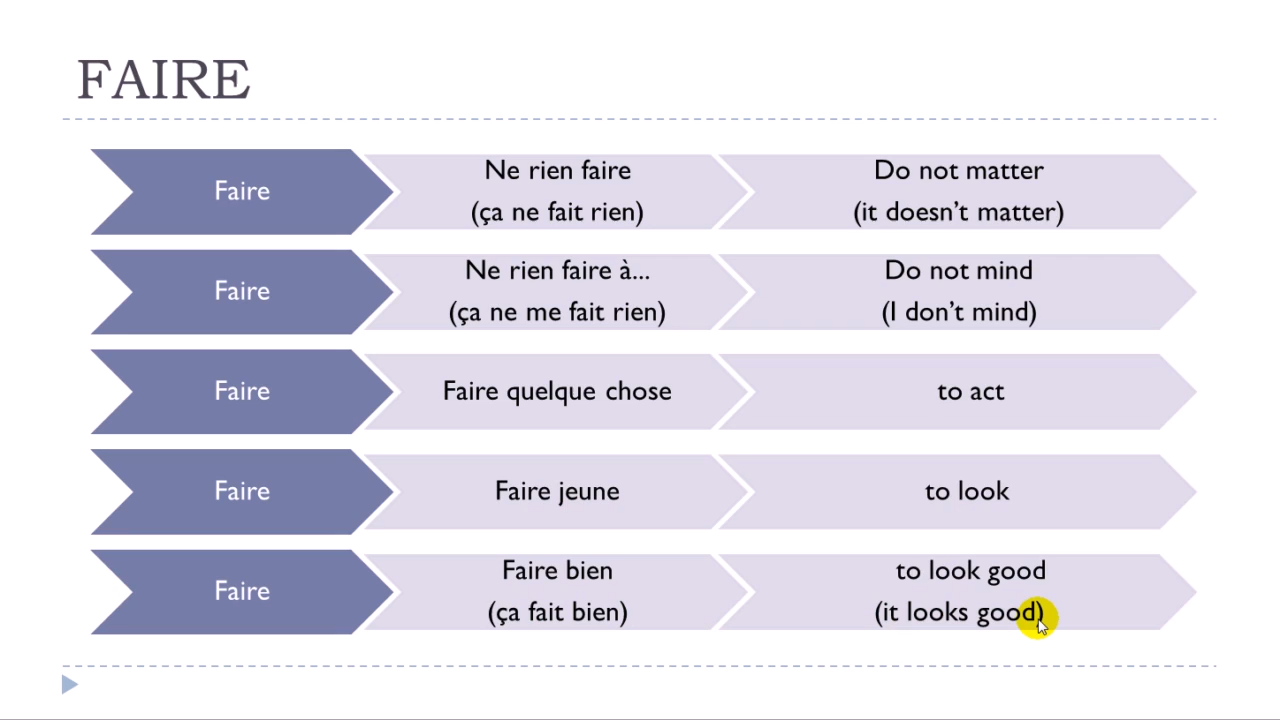 FAIRE
Faire
Ne rien faire
(ça ne fait rien)
Do not matter
(it doesn’t matter)
Faire
Ne rien faire à...
(ça ne me fait rien)
Do not mind
(I don’t mind)
Faire
Faire quelque chose
to act
Faire
Faire jeune
to look
Faire
Faire bien
(ça fait bien)
to look good
(it looks good)